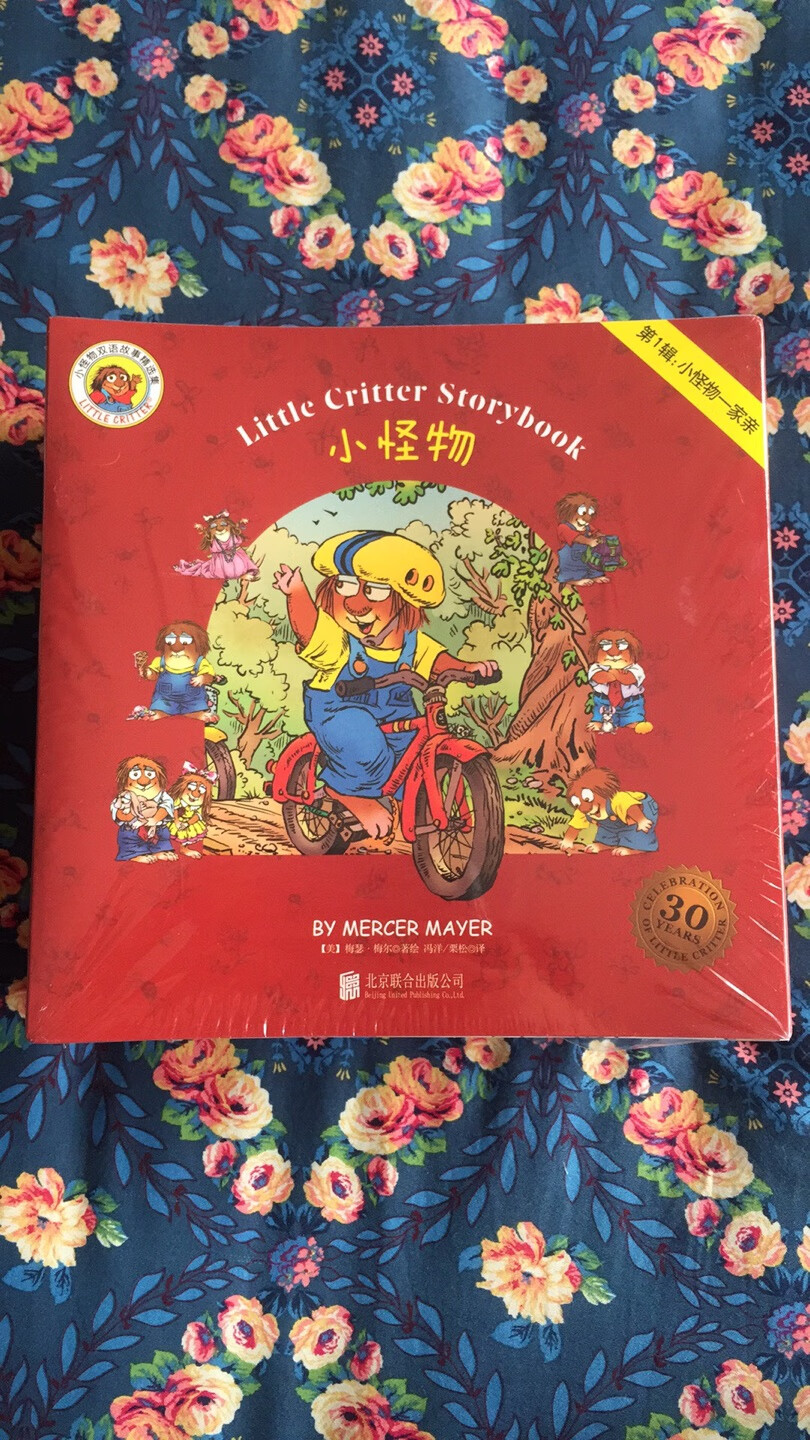 小怪物双语故事精选集
LITTLE CRITTER
第1辑:小怪物一家亲
Little Critter Storybook
小怪物
BY MERCER MAYER
【美】梅瑟·梅尔◎著绘 冯洋/栗松◎译
北京联合出版公司
Beijing United Publishing Co.,Ltd.
CELEBRATION
30
YEARS
OF LITTLE CRITTER